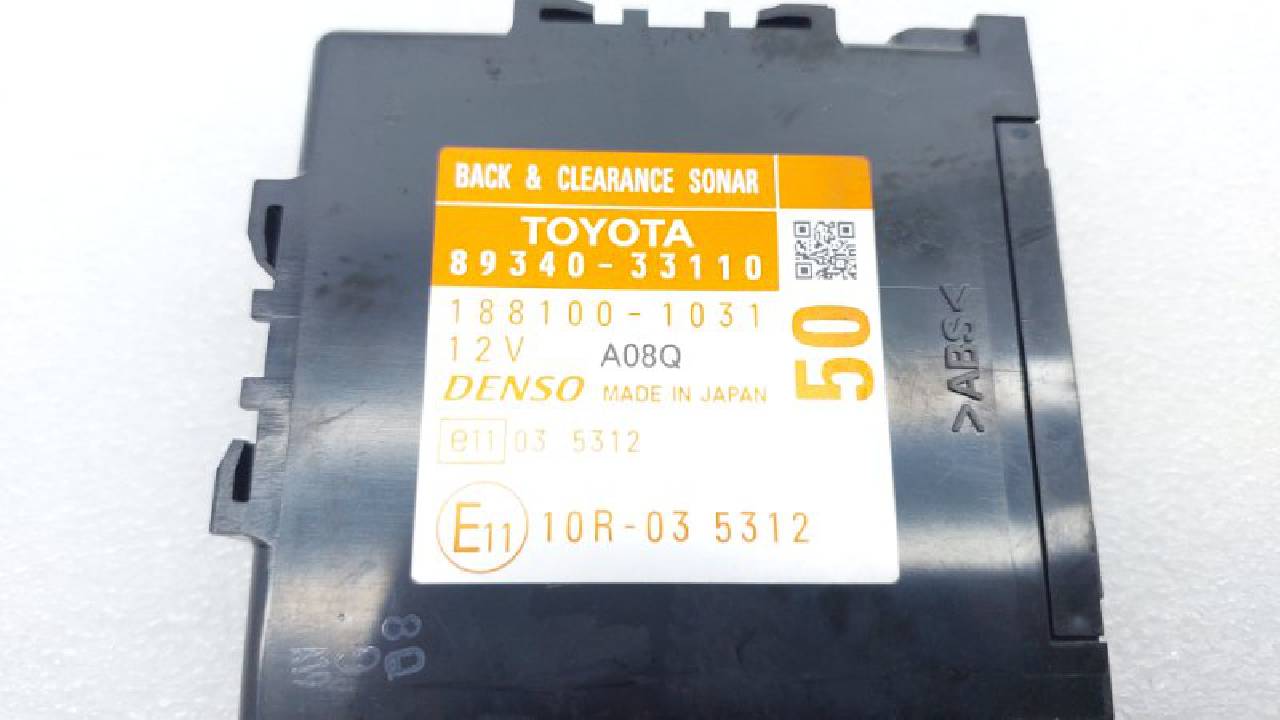 BACK & CLEARANCE SONAR
TOYOTA
89340-33110
188100-1031
12V A08Q
DENSO MADE IN JAPAN
50
e11 03 5312
E11 10R-03 5312
>ABS<